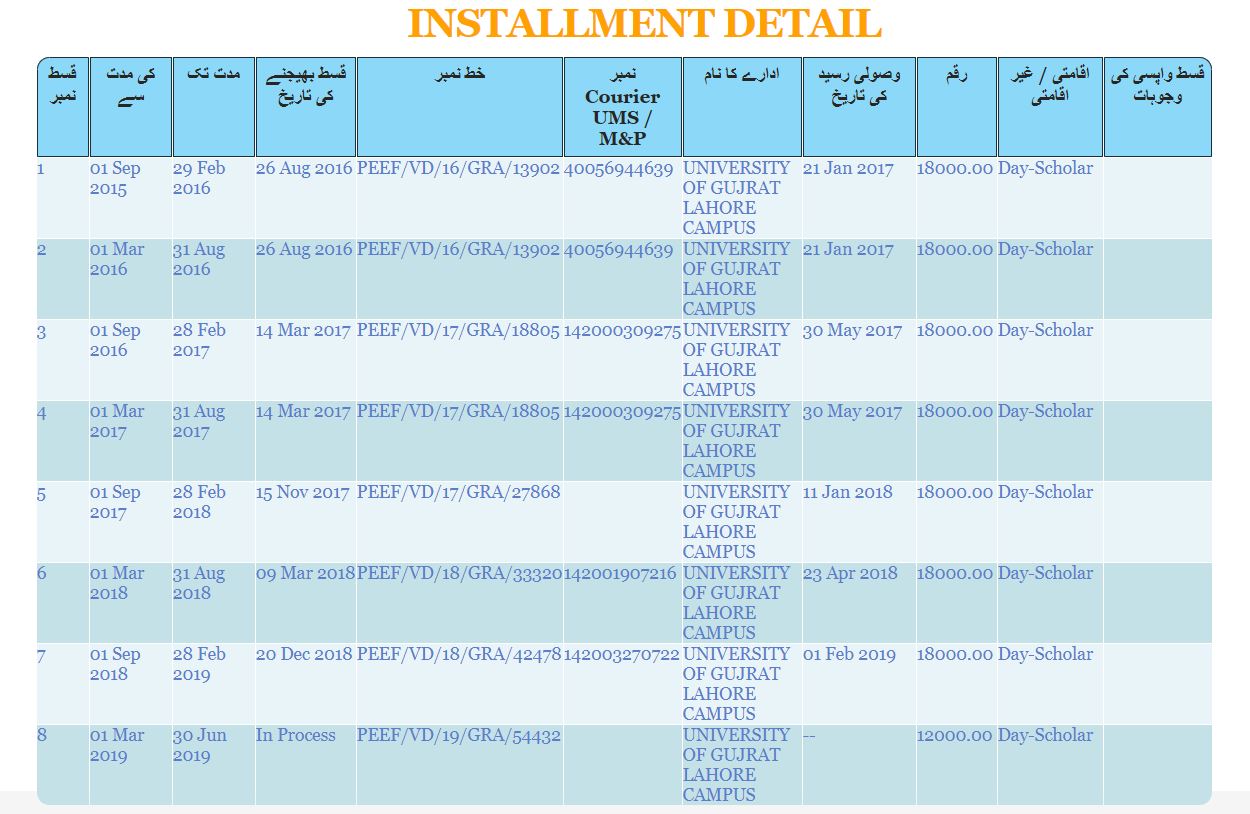 INSTALLMENT DETAIL
قسط نمبر
کی مدت سے
مدت تک
قسط بھیجنے کی تاریخ
خط نمبر
نمبر
Courier
UMS /
M&P
ادارے کا نام
وصولی رسید کی تاریخ
رقم
اقامتی / غیر اقامتی
قسط واپسی کی وجوہات
1 01 Sep 2015 29 Feb 2016 26 Aug 2016 PEEF/VD/16/GRA/13902 40056944639 UNIVERSITY OF GUJRAT LAHORE CAMPUS 21 Jan 2017 18000.00 Day-Scholar
2 01 Mar 2016 31 Aug 2016 26 Aug 2016 PEEF/VD/16/GRA/13902 40056944639 UNIVERSITY OF GUJRAT LAHORE CAMPUS 21 Jan 2017 18000.00 Day-Scholar
3 01 Sep 2016 28 Feb 2017 14 Mar 2017 PEEF/VD/17/GRA/18805 142000309275 UNIVERSITY OF GUJRAT LAHORE CAMPUS 30 May 2017 18000.00 Day-Scholar
4 01 Mar 2017 31 Aug 2017 14 Mar 2017 PEEF/VD/17/GRA/18805 142000309275 UNIVERSITY OF GUJRAT LAHORE CAMPUS 30 May 2017 18000.00 Day-Scholar
5 01 Sep 2017 28 Feb 2018 15 Nov 2017 PEEF/VD/17/GRA/27868 UNIVERSITY OF GUJRAT LAHORE CAMPUS 11 Jan 2018 18000.00 Day-Scholar
6 01 Mar 2018 31 Aug 2018 09 Mar 2018 PEEF/VD/18/GRA/33320 142001907216 UNIVERSITY OF GUJRAT LAHORE CAMPUS 23 Apr 2018 18000.00 Day-Scholar
7 01 Sep 2018 28 Feb 2019 20 Dec 2018 PEEF/VD/18/GRA/42478 142003270722 UNIVERSITY OF GUJRAT LAHORE CAMPUS 01 Feb 2019 18000.00 Day-Scholar
8 01 Mar 2019 30 Jun 2019 In Process PEEF/VD/19/GRA/54432 UNIVERSITY OF GUJRAT LAHORE CAMPUS -- 12000.00 Day-Scholar